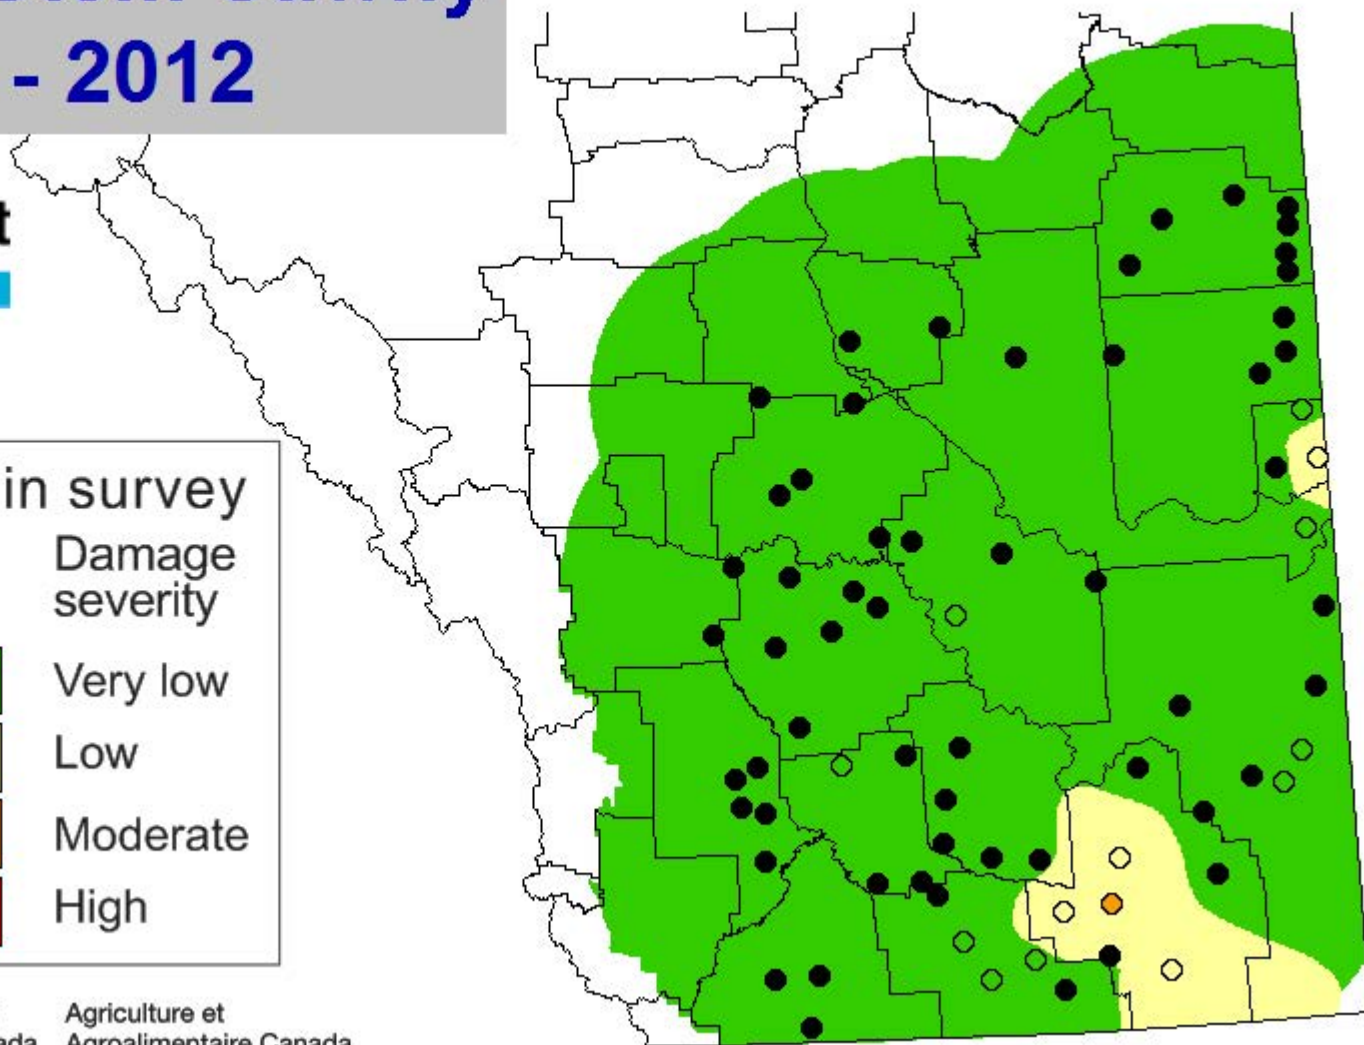 - 2012
t
in survey
Damage
severity
Very low
Low
Moderate
High
Agriculture et
Agroalimentaire Canada